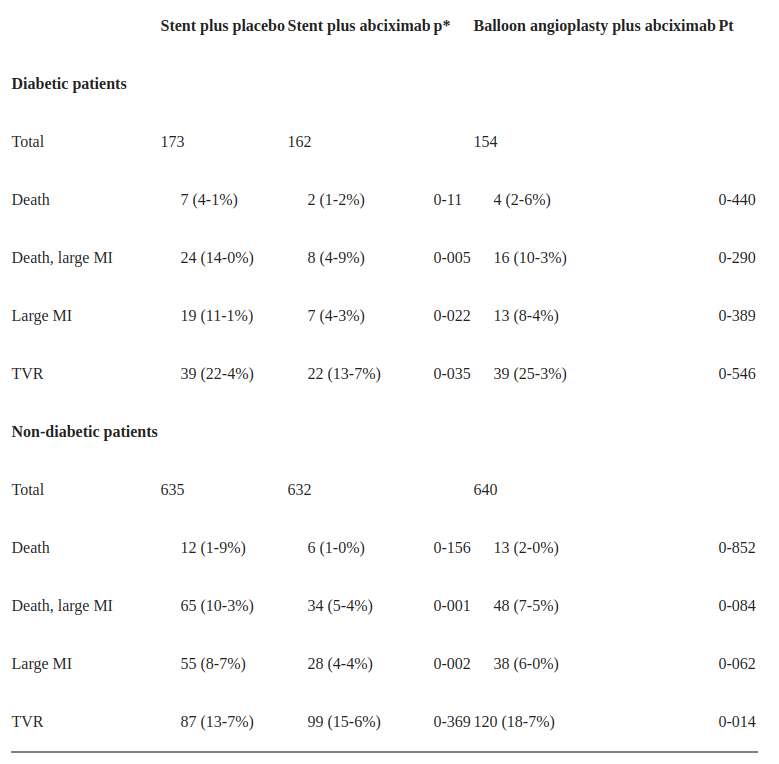 Stent plus placebo Stent plus abciximab p* Balloon angioplasty plus abciximab Pt
Diabetic patients
Total 173 162 154
Death 7 (4-1%) 2 (1-2%) 0-11 4 (2-6%) 0-440
Death, large MI 24 (14-0%) 8 (4-9%) 0-005 16 (10-3%) 0-290
Large MI 19 (11-1%) 7 (4-3%) 0-022 13 (8-4%) 0-389
TVR 39 (22-4%) 22 (13-7%) 0-035 39 (25-3%) 0-546
Non-diabetic patients
Total 635 632 640
Death 12 (1-9%) 6 (1-0%) 0-156 13 (2-0%) 0-852
Death, large MI 65 (10-3%) 34 (5-4%) 0-001 48 (7-5%) 0-084
Large MI 55 (8-7%) 28 (4-4%) 0-002 38 (6-0%) 0-062
TVR 87 (13-7%) 99 (15-6%) 0-369 120 (18-7%) 0-014